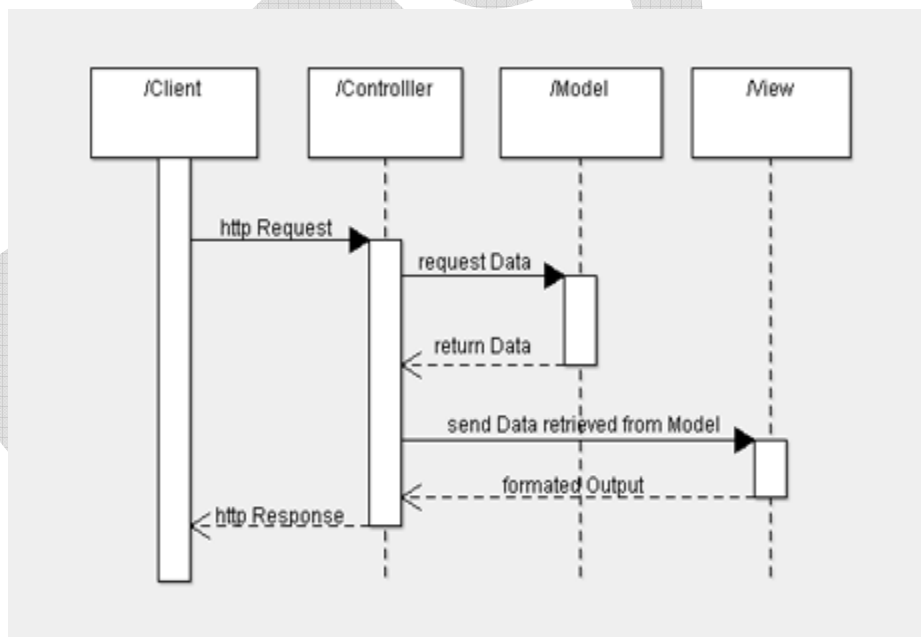 /Client
/Controlller
/Model
/View
http Request
request Data
return Data
send Data retrieved from Model
formated Output
http Response